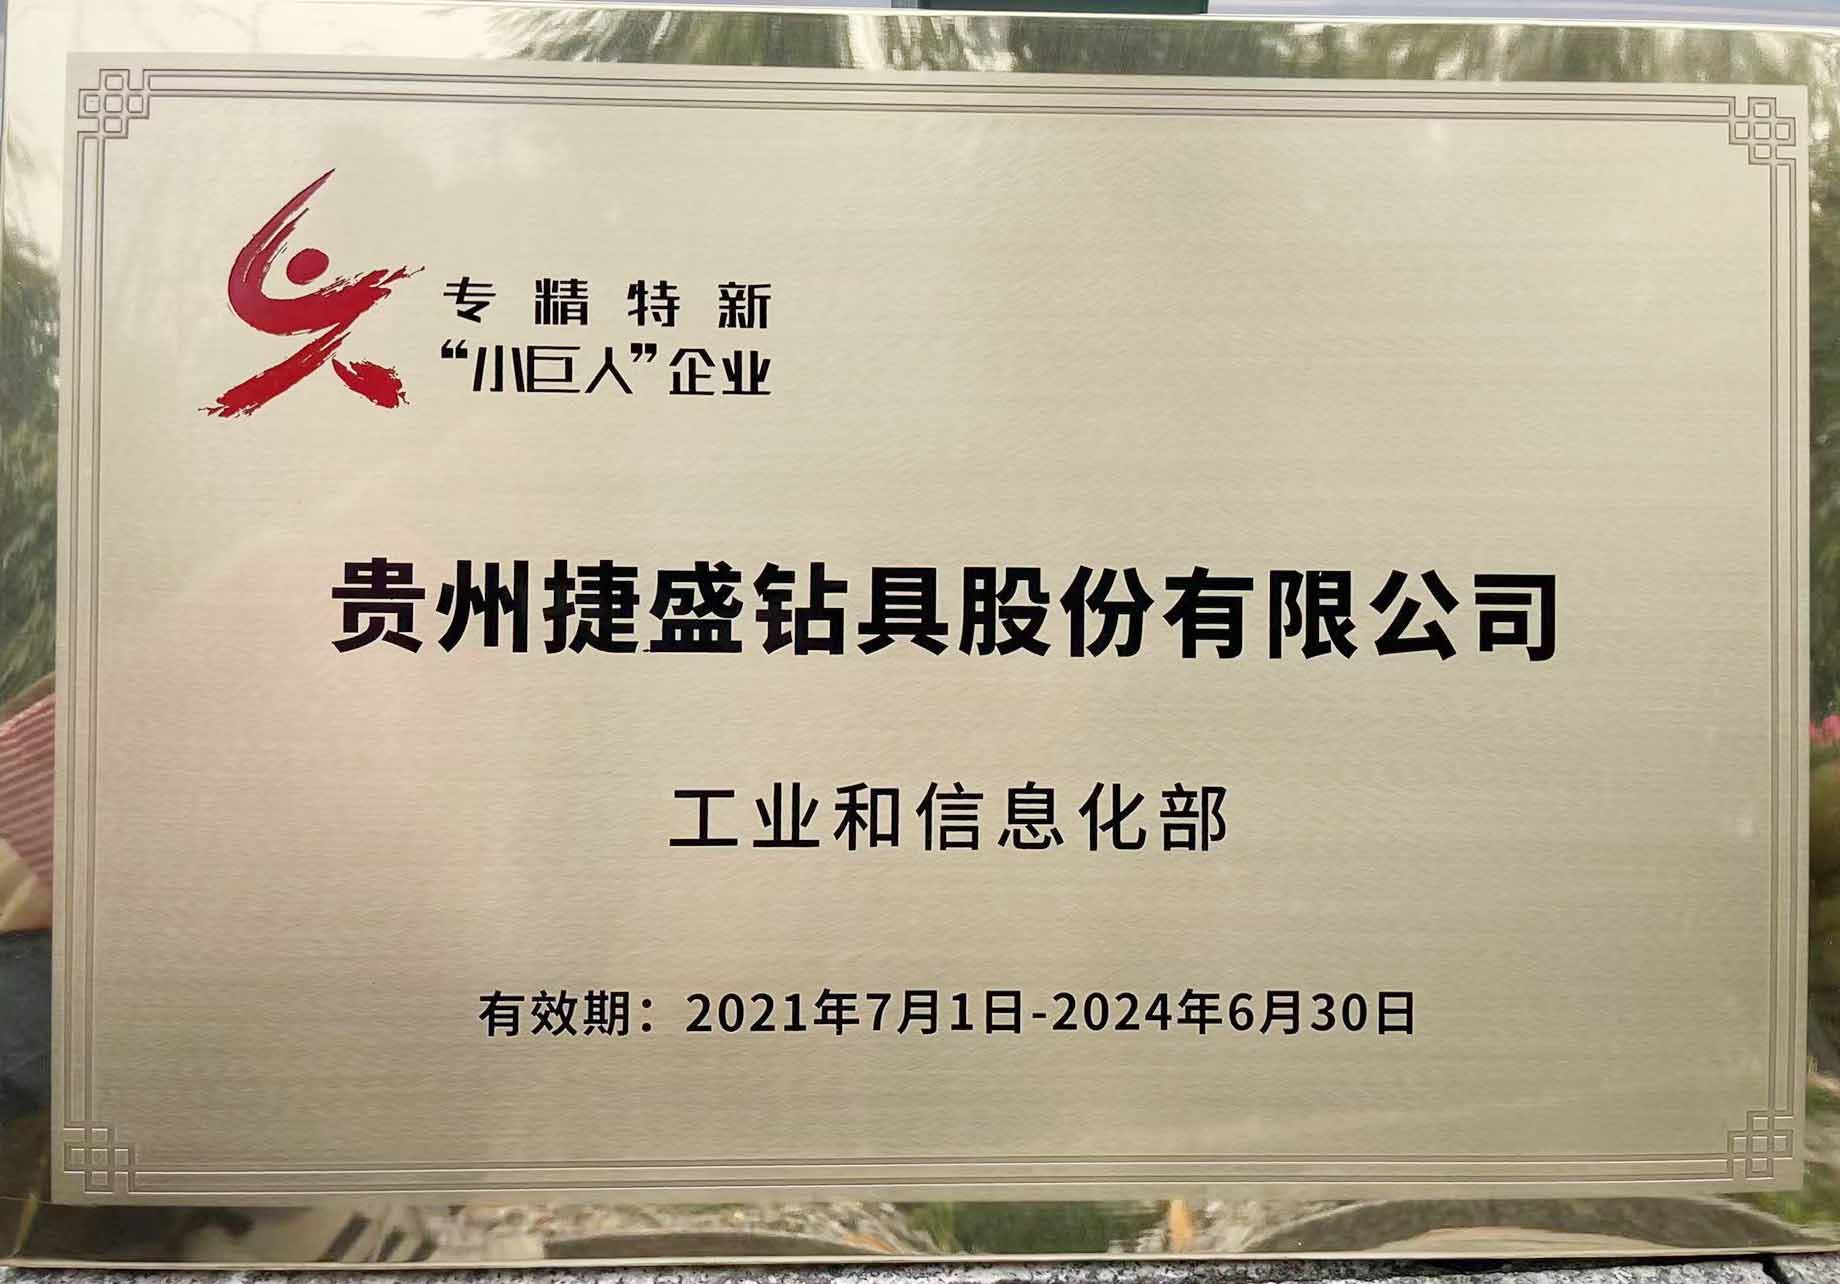 专精特新
“小巨人”企业
贵州捷盛钻具股份有限公司
工业和信息化部
有效期：2021年7月1日-2024年6月30日